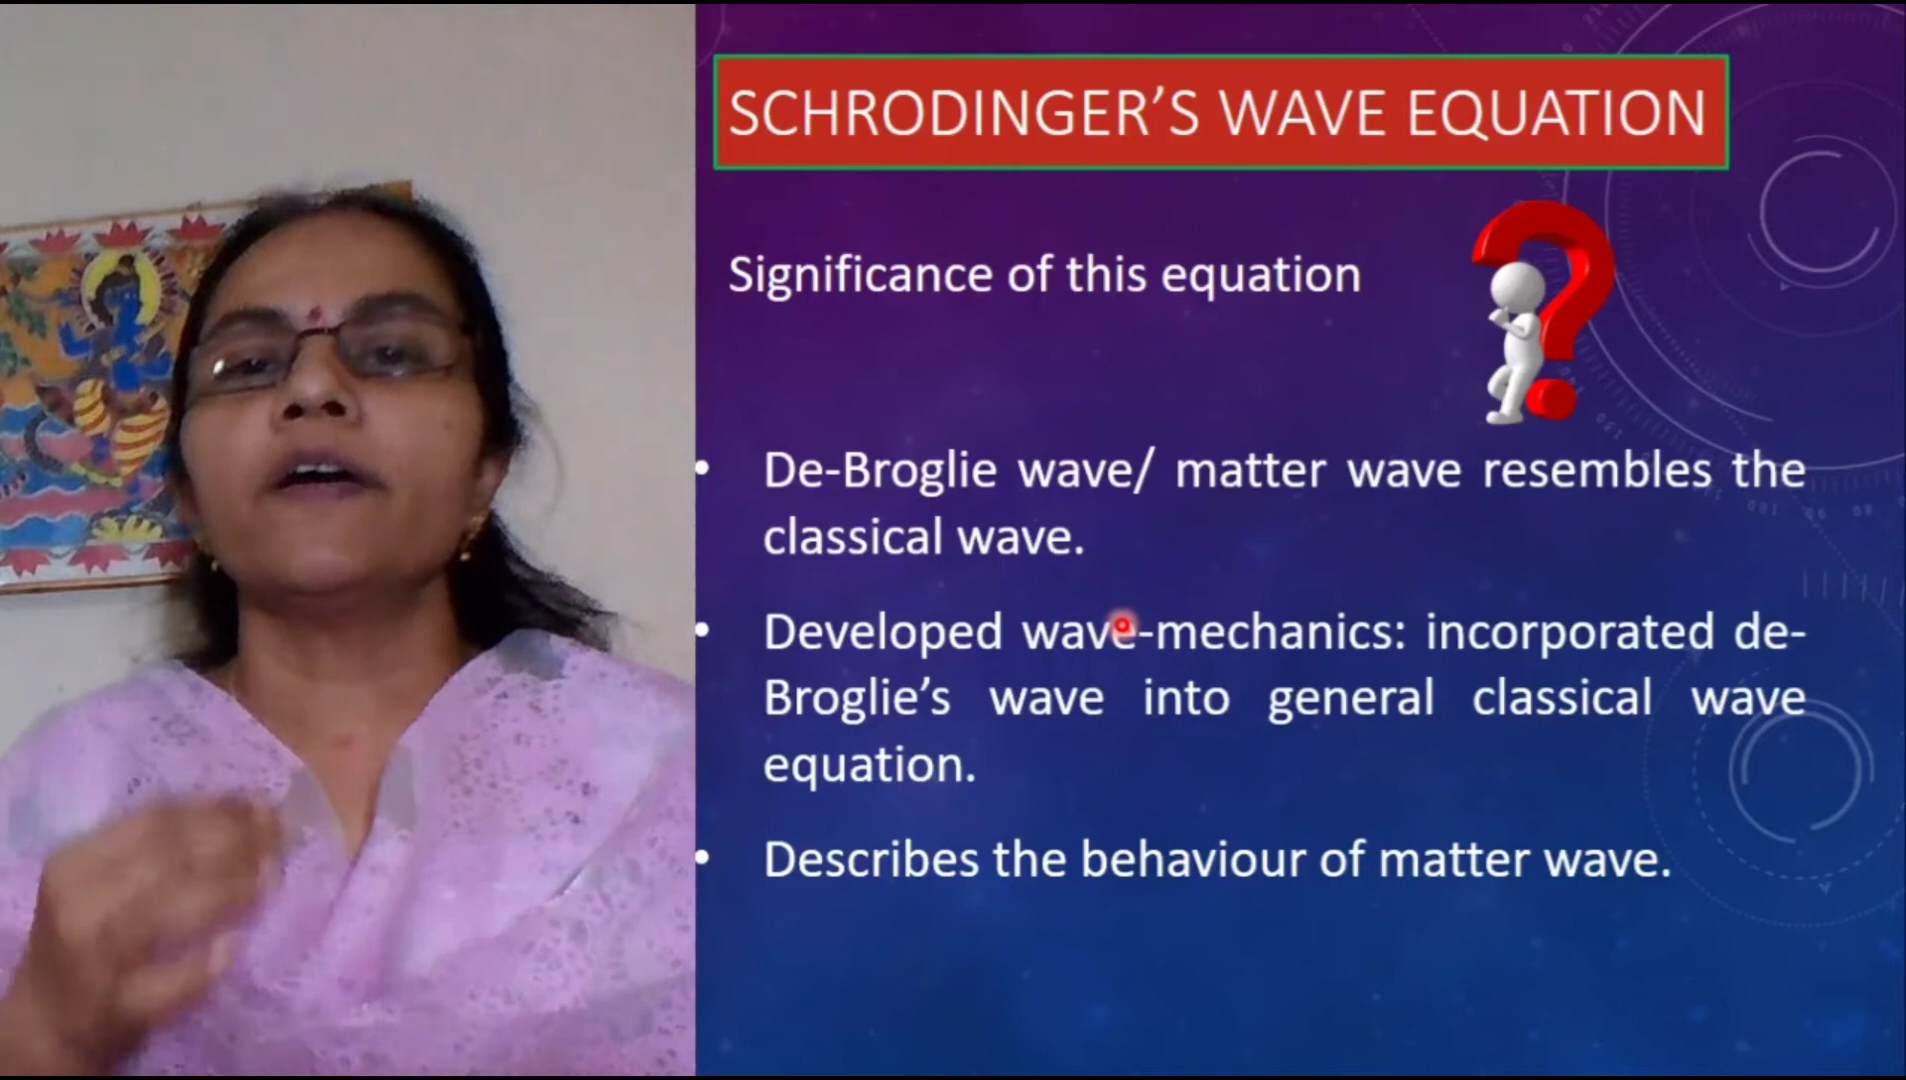 SCHRODINGER'S WAVE EQUATION
Significance of this equation
• De-Broglie wave/ matter wave resembles the
classical wave.
• Developed wave-mechanics: incorporated de-
Broglie's wave into general classical wave
equation.
• Describes the behaviour of matter wave.